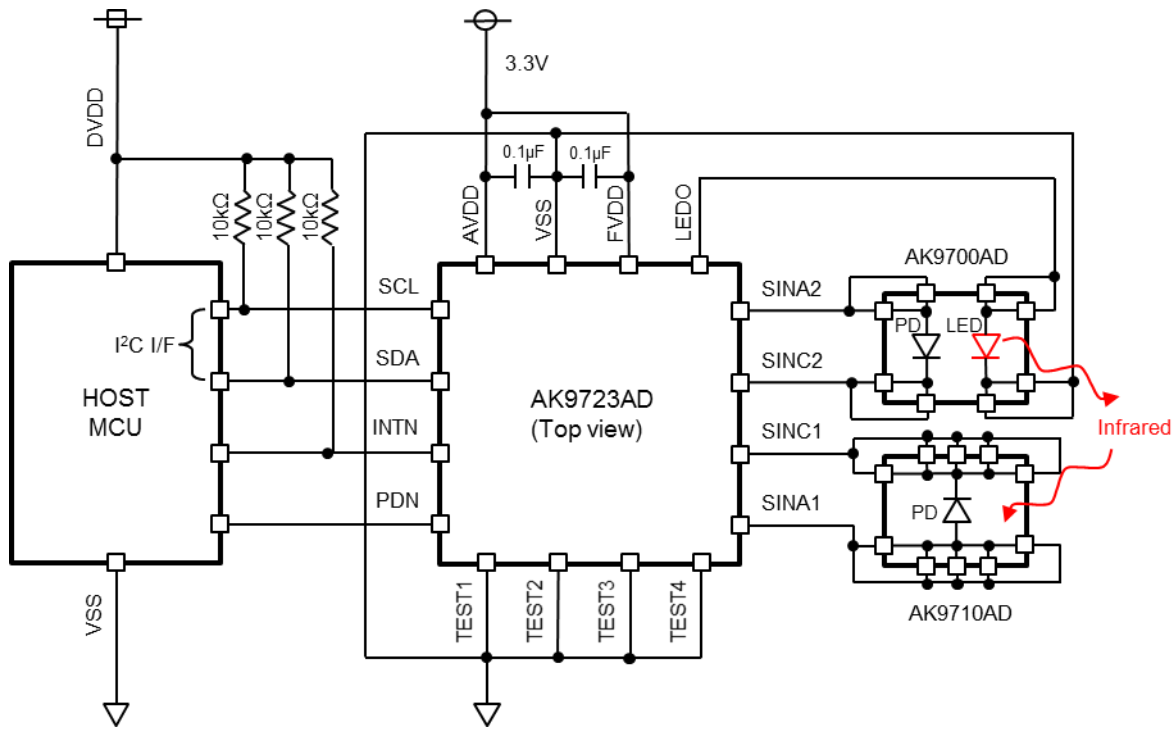 3.3V
DVDD
0.1µF
0.1µF
10kΩ
10kΩ
10kΩ
AVDD
VSS
FVDD
LEDO
AK9700AD
SCL
SINA2
PD
LED
I²C I/F
SDA
SINC2
HOST
MCU
AK9723AD
(Top view)
INTN
SINC1
Infrared
PDN
SINA1
PD
VSS
TEST1
TEST2
TEST3
TEST4
AK9710AD